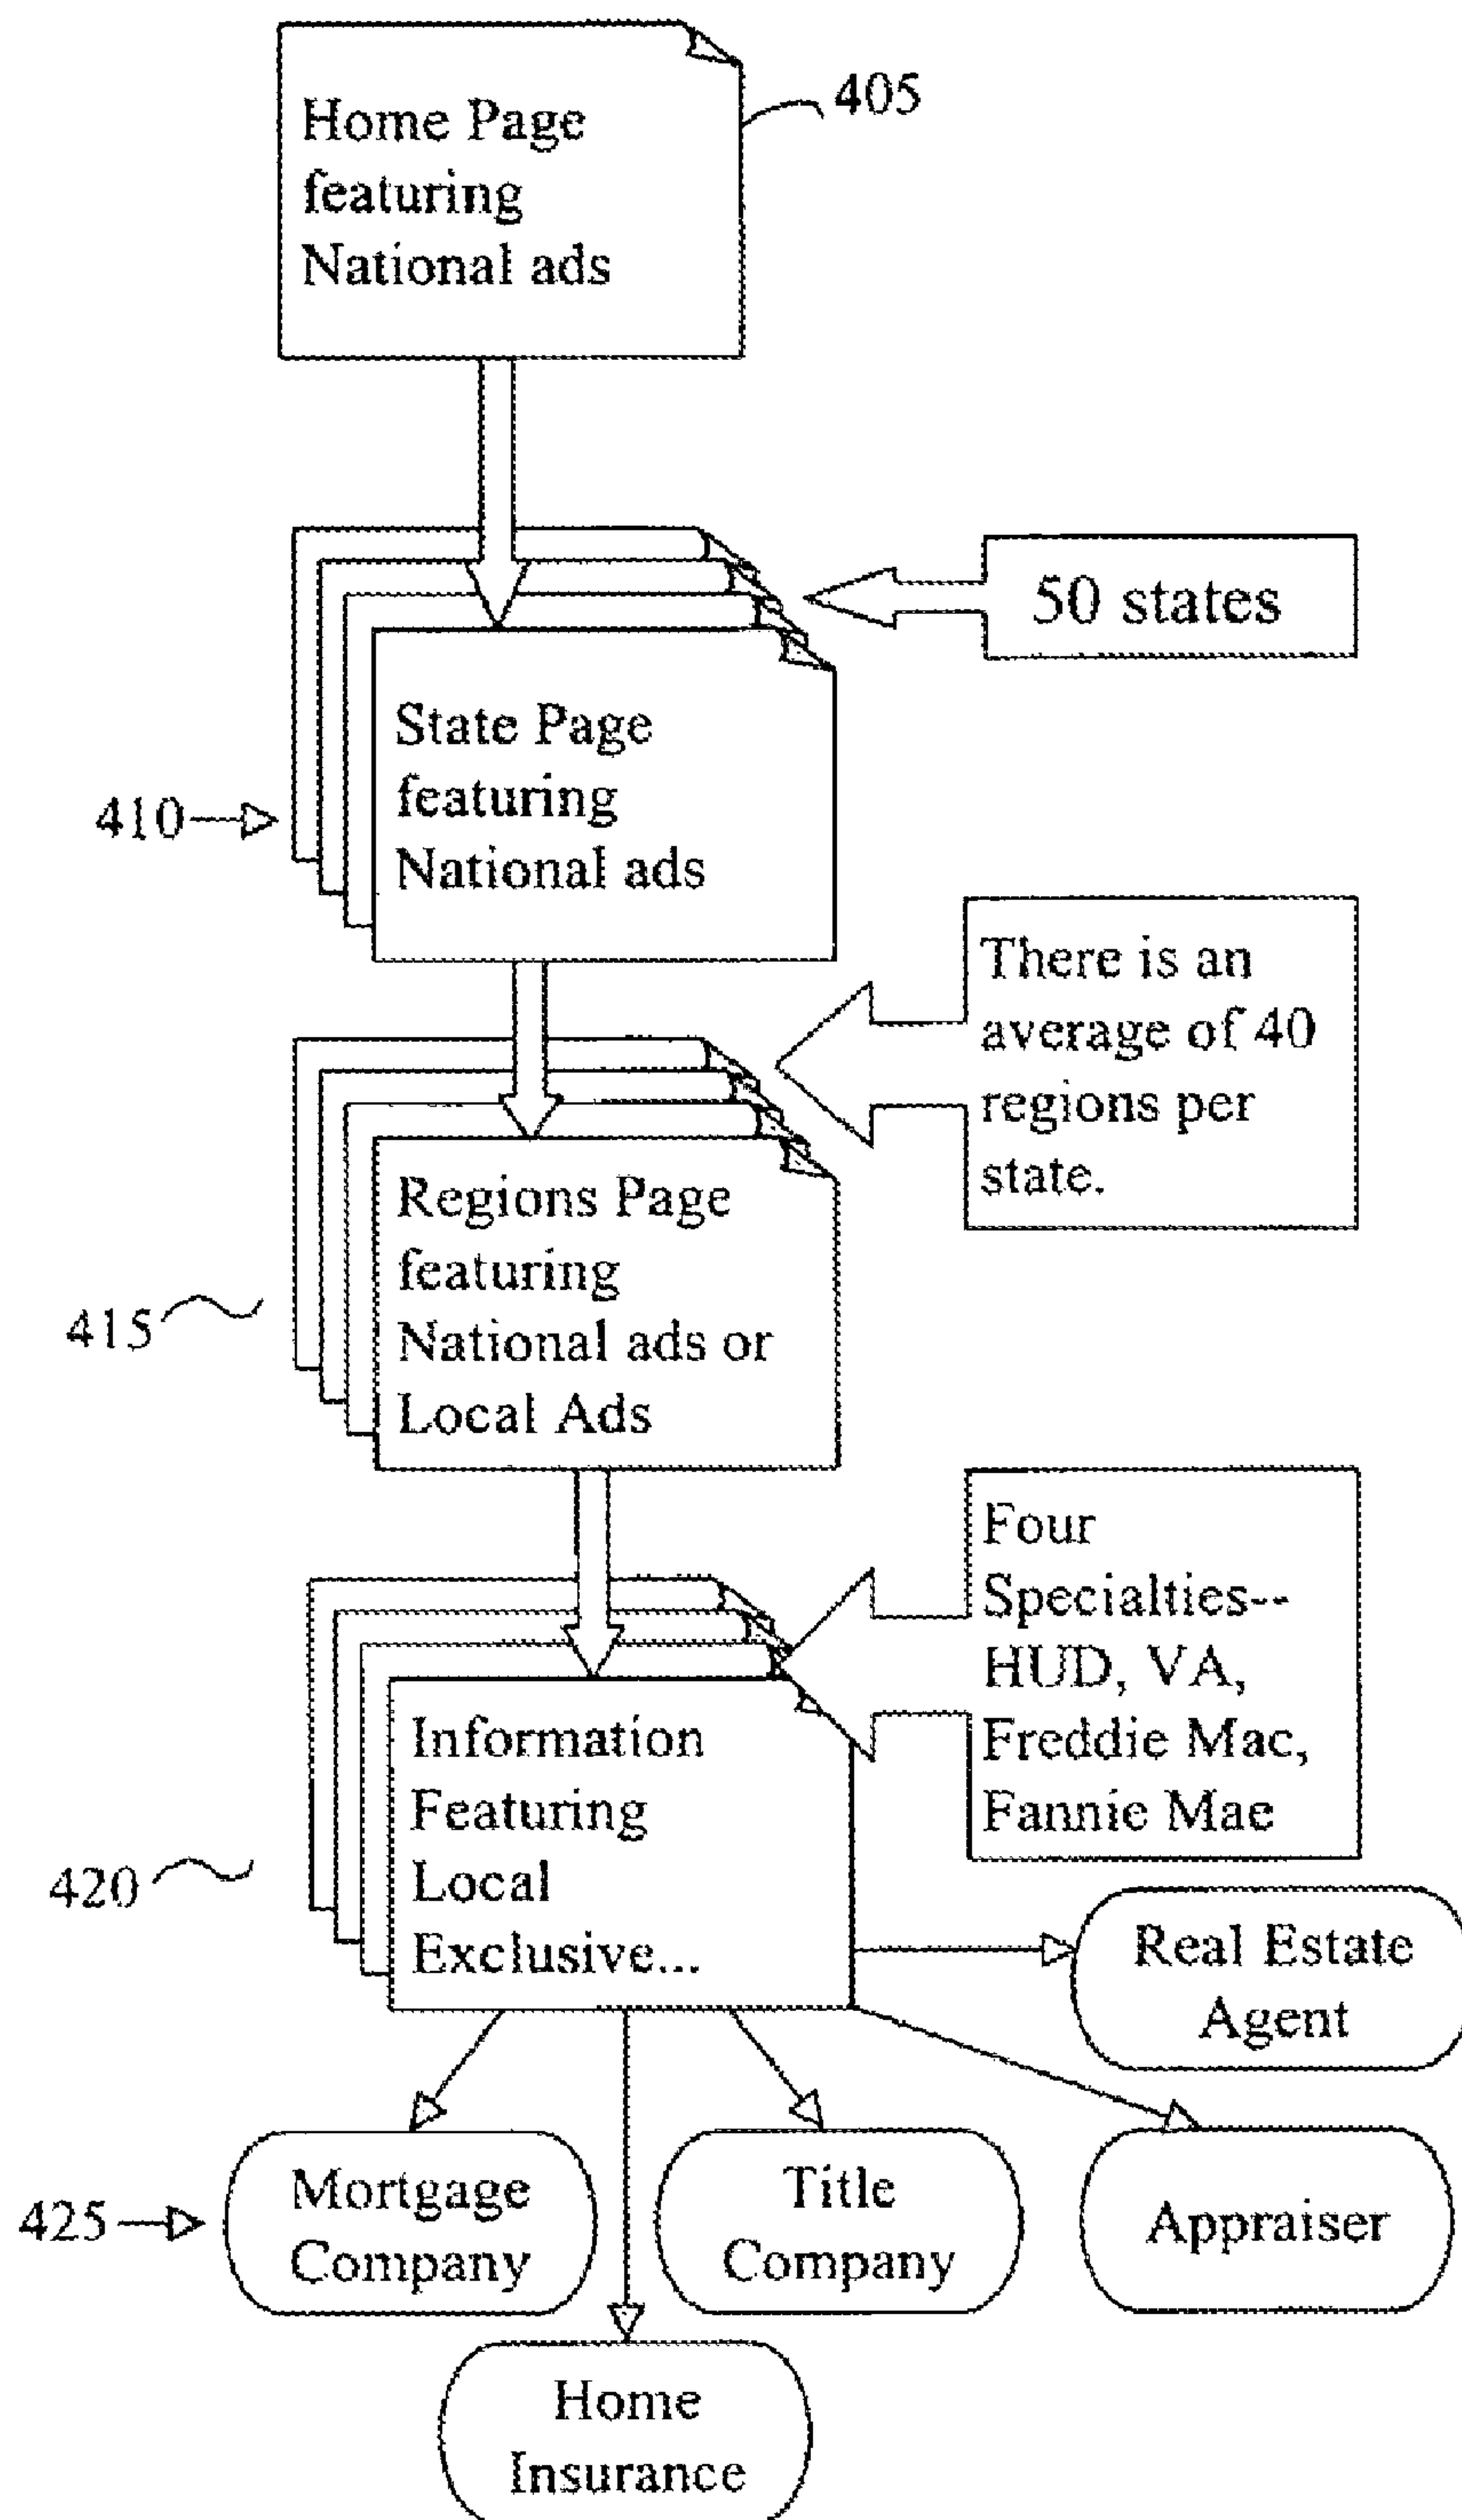 Home Page
featuring
National ads
405
50 states
State Page
featuring
National ads
410
There is an
average of 40
regions per
state.
Regions Page
featuring
National ads or
Local Ads
415
Four
Specialties--
HUD, VA,
Freddie Mac,
Fannie Mae
Information
Featuring
Local
Exclusive...
420
Real Estate
Agent
425
Mortgage
Company
Title
Company
Appraiser
Home
Insurance